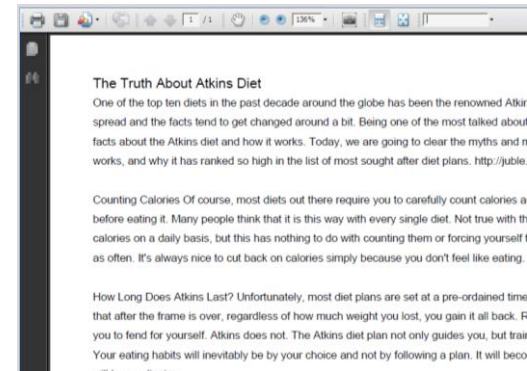 1 / 1
136%
The Truth About Atkins Diet
One of the top ten diets in the past decade around the globe has been the renowned Atkin
spread and the facts tend to get changed around a bit. Being one of the most talked about
facts about the Atkins diet and how it works. Today, we are going to clear the myths and m
works, and why it has ranked so high in the list of most sought after diet plans. http://juble.
Counting Calories Of course, most diets out there require you to carefully count calories a
before eating it. Many people think that it is this way with every single diet. Not true with th
calories on a daily basis, but this has nothing to do with counting them or forcing yourself t
as often. It's always nice to cut back on calories simply because you don't feel like eating.
How Long Does Atkins Last? Unfortunately, most diet plans are set at a pre-ordained time
that after the frame is over, regardless of how much weight you lost, you gain it all back. R
you to fend for yourself. Atkins does not. The Atkins diet plan not only guides you, but train
Your eating habits will inevitably be by your choice and not by following a plan. It will beco